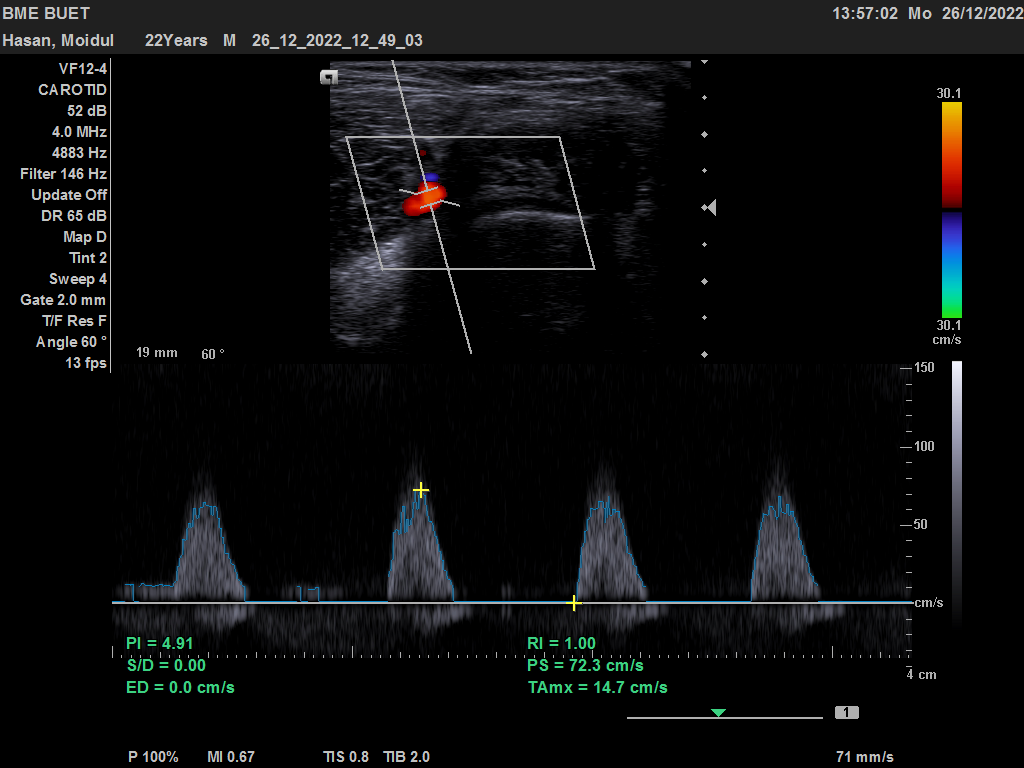 BME BUET 13:57:02 Mo 26/12/2022
Hasan, Moidul 22Years M 26_12_2022_12_49_03
VF12-4
CAROTID
52 dB
4.0 MHz
4883 Hz
Filter 146 Hz
Update Off
DR 65 dB
Map D
Tint 2
Sweep 4
Gate 2.0 mm
T/F Res F
Angle 60 °
13 fps
19 mm 60 °
30.1
30.1
cm/s
150
100
50
cm/s
4 cm
PI = 4.91
S/D = 0.00
ED = 0.0 cm/s
RI = 1.00
PS = 72.3 cm/s
TAmx = 14.7 cm/s
1
P 100% MI 0.67 TIS 0.8 TIB 2.0 71 mm/s